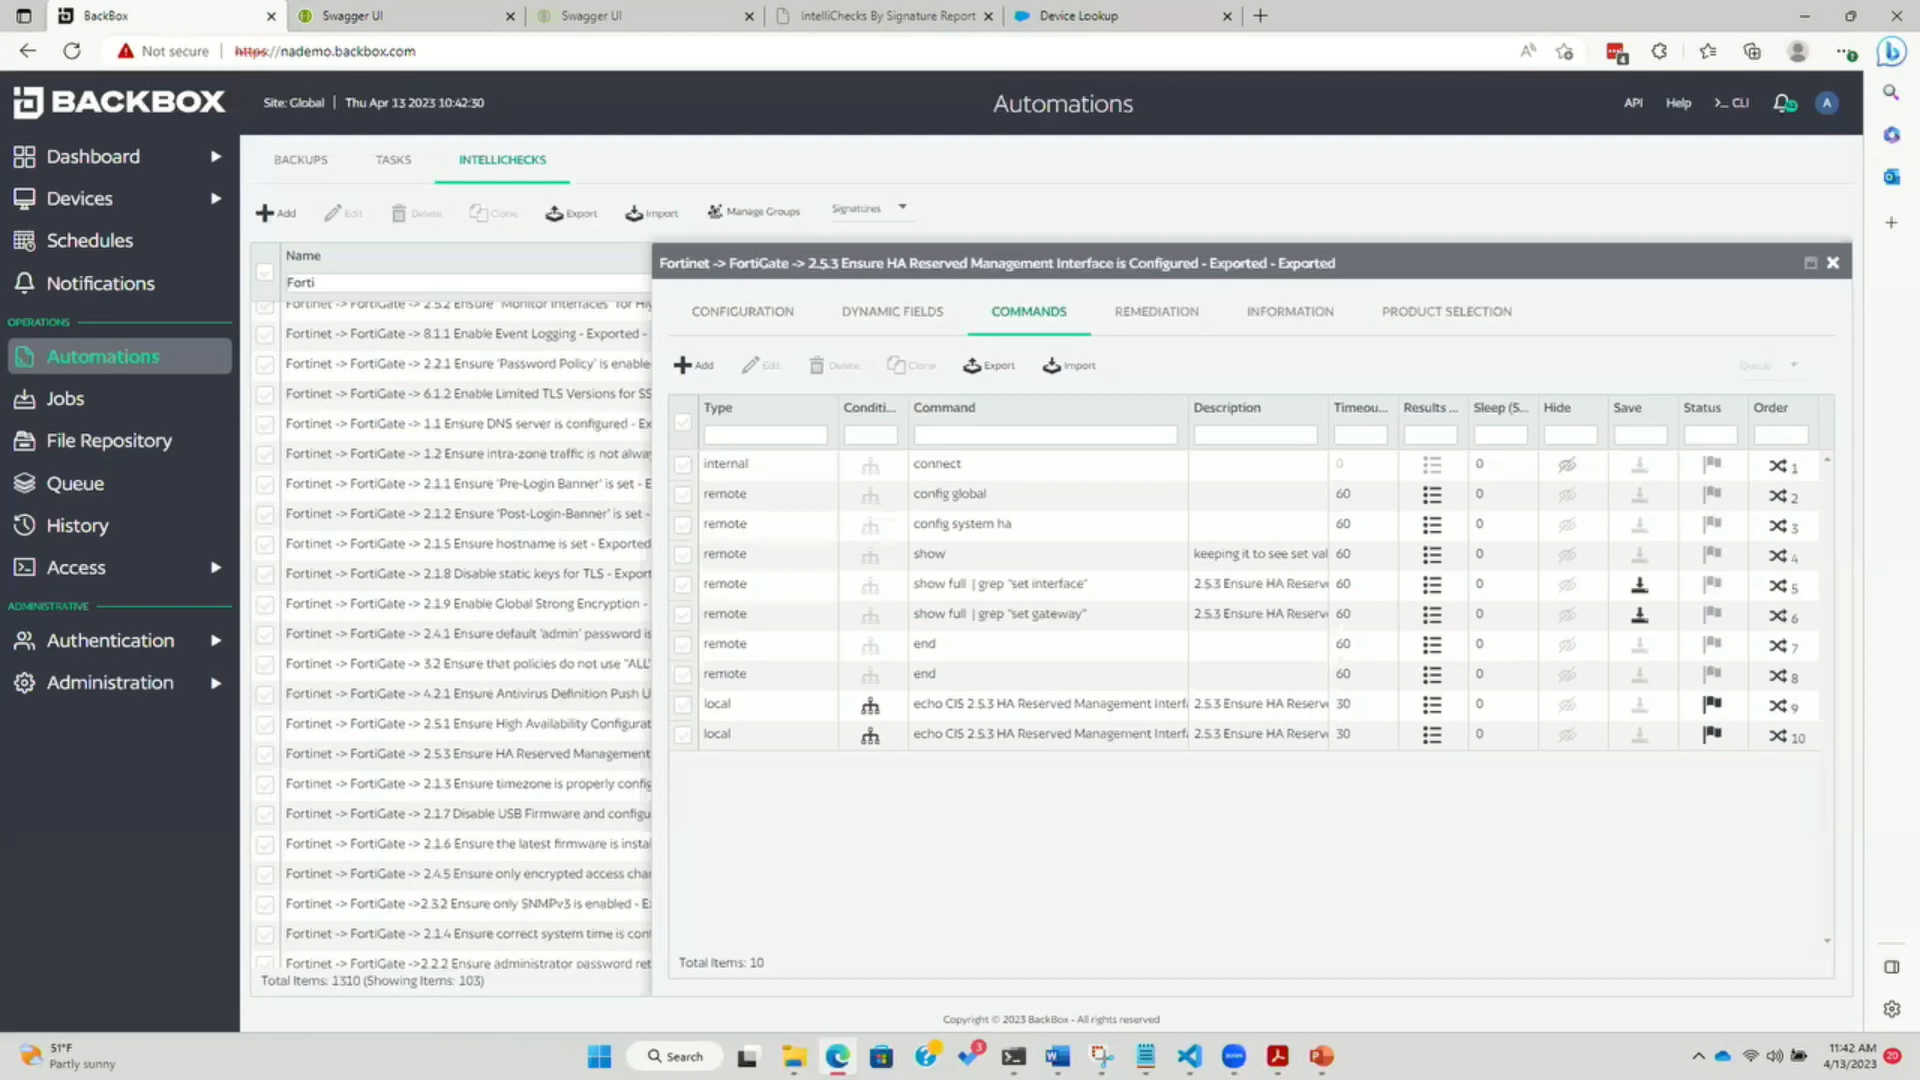 BackBox
Swagger UI
Swagger UI
IntelliChecks By Signature Report
Device Lookup
Not secure
https://nademo.backbox.com
BACKBOX
Site: Global | Thu Apr 13 2023 10:42:30
Automations
API
Help
>_ CLI
A
Dashboard
Devices
Schedules
Notifications
OPERATIONS
Automations
Jobs
File Repository
Queue
History
Access
ADMINISTRATIVE
Authentication
Administration
BACKUPS
TASKS
INTELLICHECKS
Add
Edit
Delete
Clone
Export
Import
Manage Groups
Signatures
Name
Forti
Fortinet -> FortiGate -> 2.5.2 Ensure "Monitor Interfaces" for Hig
Fortinet -> FortiGate -> 8.1.1 Enable Event Logging - Exported -
Fortinet -> FortiGate -> 2.2.1 Ensure 'Password Policy' is enable
Fortinet -> FortiGate -> 6.1.2 Enable Limited TLS Versions for SS
Fortinet -> FortiGate -> 1.1 Ensure DNS server is configured - Ex
Fortinet -> FortiGate -> 1.2 Ensure intra-zone traffic is not alway
Fortinet -> FortiGate -> 2.1.1 Ensure 'Pre-Login Banner' is set - E
Fortinet -> FortiGate -> 2.1.2 Ensure 'Post-Login-Banner' is set -
Fortinet -> FortiGate -> 2.1.5 Ensure hostname is set - Exported
Fortinet -> FortiGate -> 2.1.8 Disable static keys for TLS - Export
Fortinet -> FortiGate -> 2.1.9 Enable Global Strong Encryption -
Fortinet -> FortiGate -> 2.4.1 Ensure default 'admin' password is
Fortinet -> FortiGate -> 3.2 Ensure that policies do not use "ALL"
Fortinet -> FortiGate -> 4.2.1 Ensure Antivirus Definition Push U
Fortinet -> FortiGate -> 2.5.1 Ensure High Availability Configurat
Fortinet -> FortiGate -> 2.5.3 Ensure HA Reserved Management
Fortinet -> FortiGate -> 2.1.3 Ensure timezone is properly config
Fortinet -> FortiGate -> 2.1.7 Disable USB Firmware and configu
Fortinet -> FortiGate -> 2.1.6 Ensure the latest firmware is instal
Fortinet -> FortiGate -> 2.4.5 Ensure only encrypted access chan
Fortinet -> FortiGate ->2.3.2 Ensure only SNMPv3 is enabled - E
Fortinet -> FortiGate -> 2.1.4 Ensure correct system time is conf
Fortinet -> FortiGate ->2.2.2 Ensure administrator password ret
Total Items: 1310 (Showing Items: 103)
Fortinet -> FortiGate -> 2.5.3 Ensure HA Reserved Management Interface is Configured - Exported - Exported
CONFIGURATION
DYNAMIC FIELDS
COMMANDS
REMEDIATION
INFORMATION
PRODUCT SELECTION
Add
Edit
Delete
Clone
Export
Import
Queue
Type Conditi... Command Description Timeou... Results ... Sleep (S... Hide Save Status Order
internal connect 0 0 1
remote config global 60 0 2
remote config system ha 60 0 3
remote show keeping it to see set val 60 0 4
remote show full | grep "set interface" 2.5.3 Ensure HA Reserv 60 0 5
remote show full | grep "set gateway" 2.5.3 Ensure HA Reserv 60 0 6
remote end 60 0 7
remote end 60 0 8
local echo CIS 2.5.3 HA Reserved Management Interf 2.5.3 Ensure HA Reserv 30 0 9
local echo CIS 2.5.3 HA Reserved Management Interf 2.5.3 Ensure HA Reserv 30 0 10
Total Items: 10
Copyright © 2023 BackBox - All rights reserved
51°F
Partly sunny
Search
3
zoom
11:42 AM
4/13/2023
20